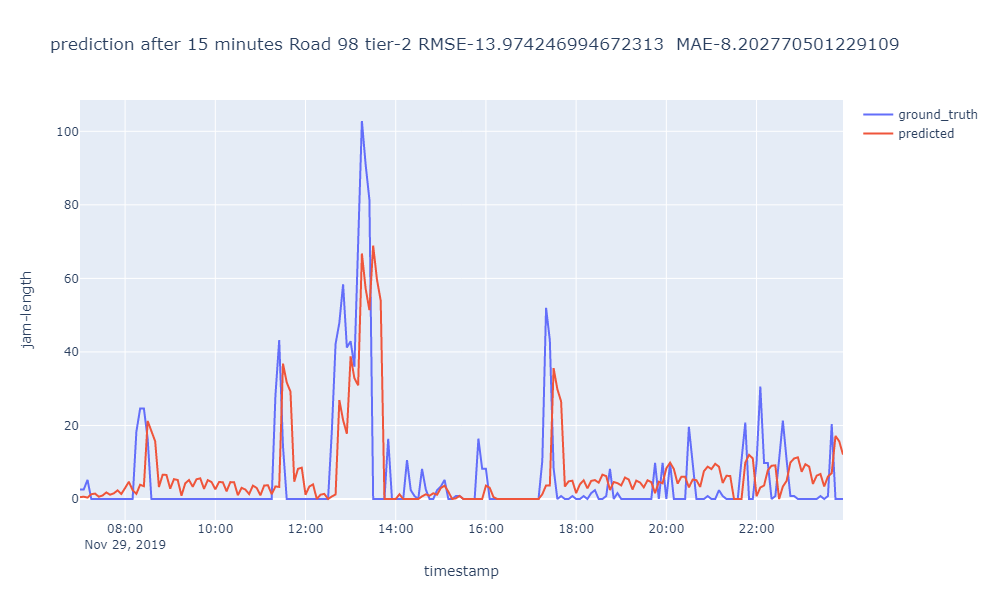 prediction after 15 minutes Road 98 tier-2 RMSE-13.974246994672313  MAE-8.202770501229109
ground_truth
predicted
100
80
60
40
20
0
jam-length
08:00 10:00 12:00 14:00 16:00 18:00 20:00 22:00
Nov 29, 2019
timestamp